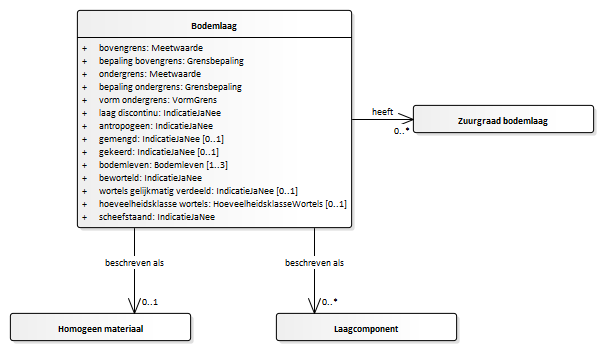 Bodemlaag
+ bovengrens: Meetwaarde
+ bepaling bovengrens: Grensbepaling
+ ondergrens: Meetwaarde
+ bepaling ondergrens: Grensbepaling
+ vorm ondergrens: VormGrens
+ laag discontinu: IndicatieJaNee
+ antropogeen: IndicatieJaNee
+ gemengd: IndicatieJaNee [0..1]
+ gekeerd: IndicatieJaNee [0..1]
+ bodemleven: Bodemleven [1..3]
+ beworteld: IndicatieJaNee
+ wortels gelijkmatig verdeeld: IndicatieJaNee [0..1]
+ hoeveelheidsklasse wortels: HoeveelheidsklasseWortels [0..1]
+ scheefstaand: IndicatieJaNee
heeft
0..*
Zuurgraad bodemlaag
beschreven als
0..1
Homogeen materiaal
beschreven als
0..*
Laagcomponent